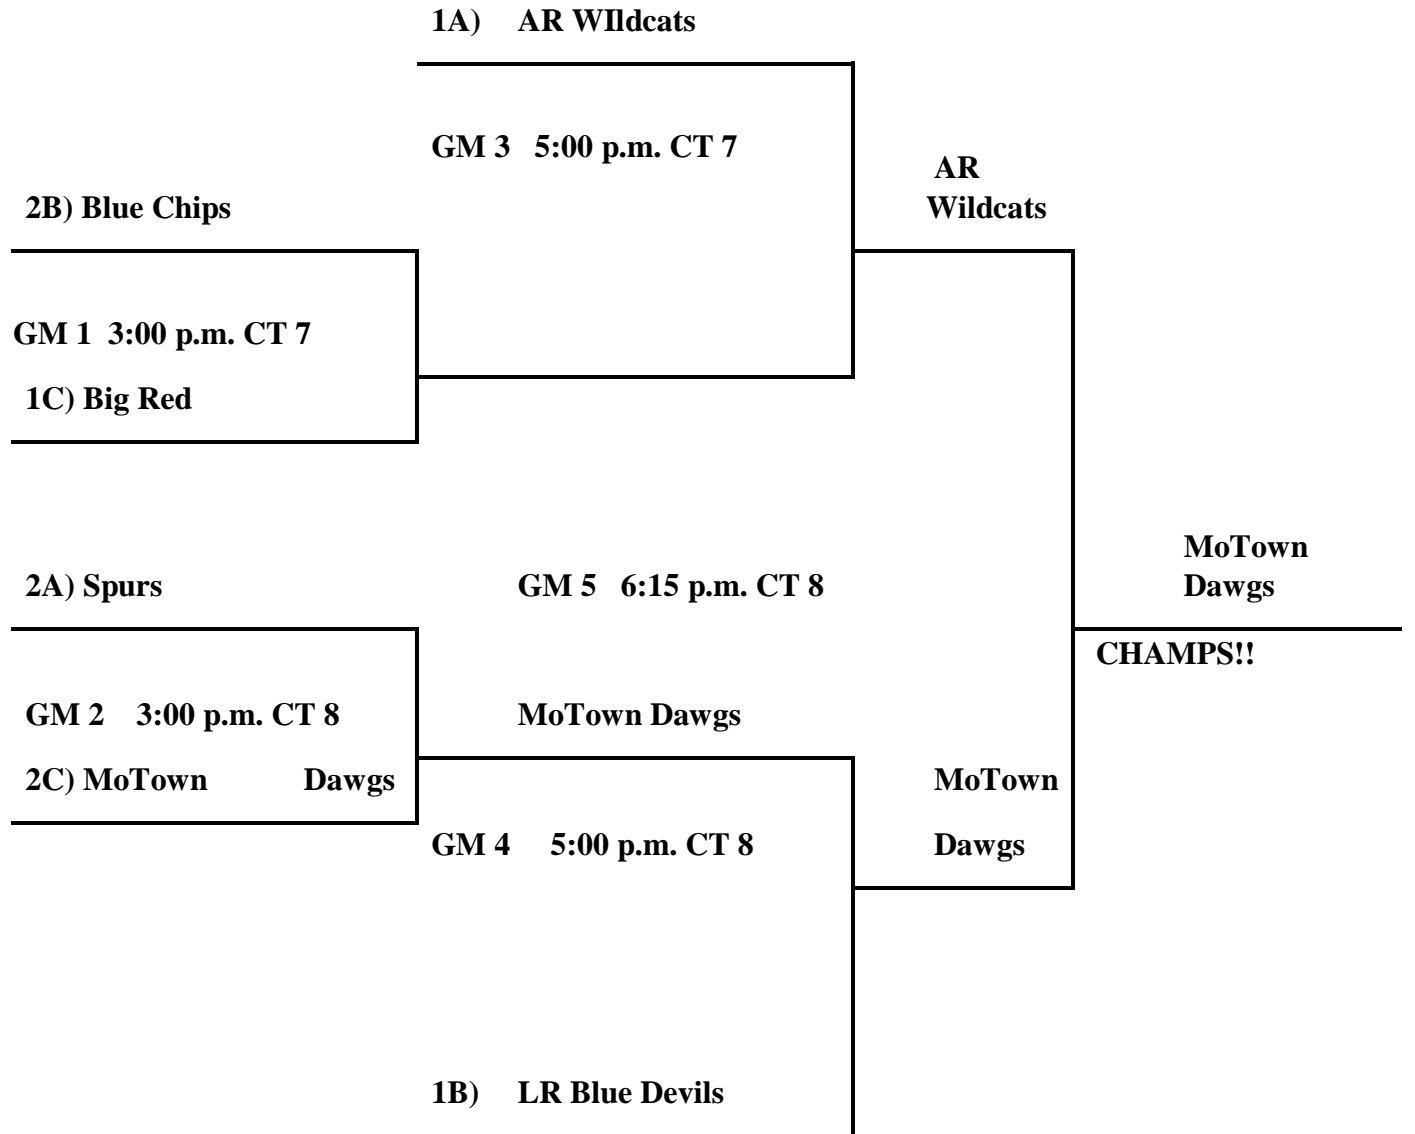 1A) AR WIldcats
GM 3 5:00 p.m. CT 7
AR
2B) Blue Chips
Wildcats
GM 1 3:00 p.m. CT 7
1C) Big Red
MoTown
2A) Spurs
GM 5 6:15 p.m. CT 8
Dawgs
CHAMPS!!
GM 2 3:00 p.m. CT 8
MoTown Dawgs
2C) MoTown Dawgs
MoTown
GM 4 5:00 p.m. CT 8
Dawgs
1B) LR Blue Devils